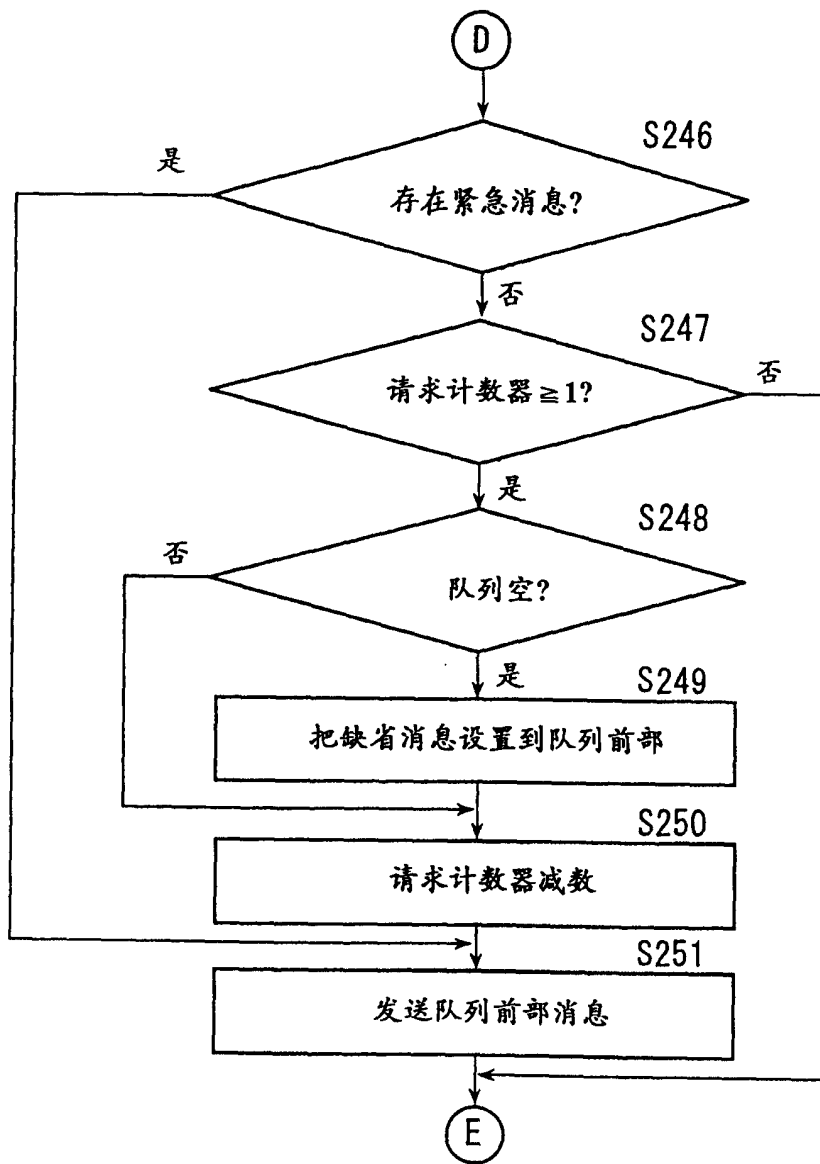 D
S246
是
存在紧急消息?
否
S247
请求计数器≧1?
否
是
S248
否
队列空?
是
S249
把缺省消息设置到队列前部
S250
请求计数器减数
S251
发送队列前部消息
E